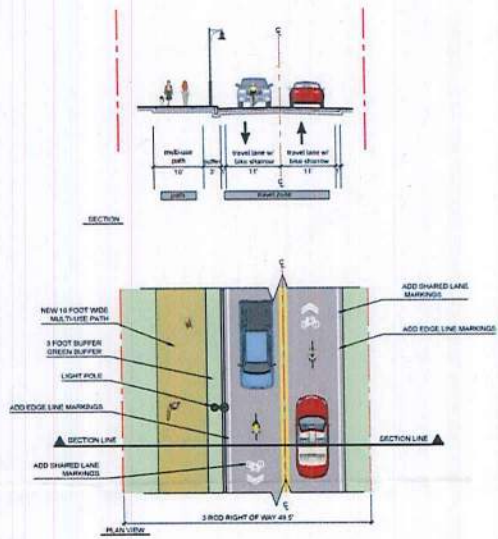 ℄
multi-use
path
10'
buffer
3'
travel lane w/
bike sharrow
11'
travel lane w/
bike sharrow
11'
℄
path
travel zone
SECTION
℄
NEW 10 FOOT WIDE
MULTI-USE PATH
3 FOOT BUFFER
GREEN BUFFER
LIGHT POLE
ADD EDGE LINE MARKINGS
SECTION LINE
ADD SHARED LANE
MARKINGS
ADD SHARED LANE
MARKINGS
ADD EDGE LINE MARKINGS
SECTION LINE
℄
3 ROD RIGHT OF WAY 49.5'
PLAN VIEW